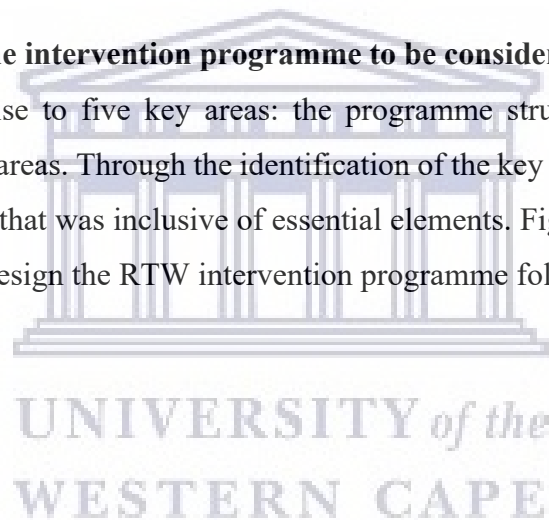 intervention programme to be consider
se to five key areas: the programme stru
areas. Through the identification of the key
that was inclusive of essential elements. Fig
esign the RTW intervention programme fol
UNIVERSITY of the
WESTERN CAPE